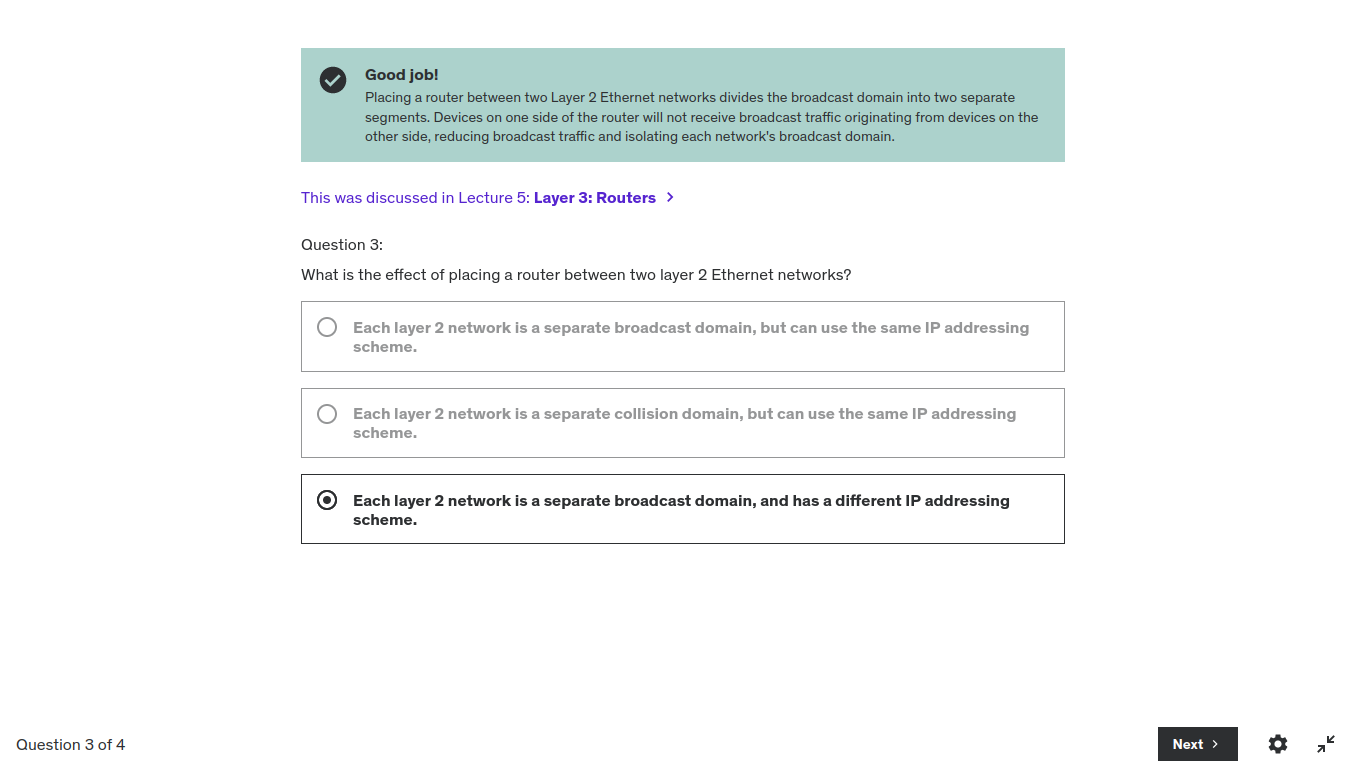 Good job!
Placing a router between two Layer 2 Ethernet networks divides the broadcast domain into two separate
segments. Devices on one side of the router will not receive broadcast traffic originating from devices on the
other side, reducing broadcast traffic and isolating each network's broadcast domain.
This was discussed in Lecture 5: Layer 3: Routers
Question 3:
What is the effect of placing a router between two layer 2 Ethernet networks?
Each layer 2 network is a separate broadcast domain, but can use the same IP addressing
scheme.
Each layer 2 network is a separate collision domain, but can use the same IP addressing
scheme.
Each layer 2 network is a separate broadcast domain, and has a different IP addressing
scheme.
Question 3 of 4
Next